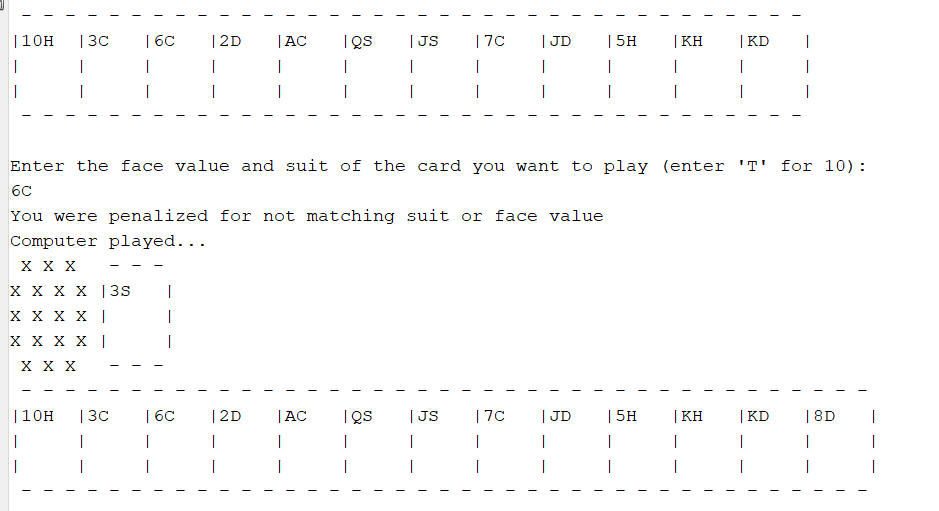 - - - - - - - - - - - - - - - - - - - - - - - - - - - - - - - - - - - -
|10H |3C |6C |2D |AC |QS |JS |7C |JD |5H |KH |KD |
| | | | | | | | | | | | |
| | | | | | | | | | | | |
- - - - - - - - - - - - - - - - - - - - - - - - - - - - - - - - - - - -
Enter the face value and suit of the card you want to play (enter 'T' for 10):
6C
You were penalized for not matching suit or face value
Computer played...
X X X - - -
X X X X |3S |
X X X X | |
X X X X | |
X X X - - -
- - - - - - - - - - - - - - - - - - - - - - - - - - - - - - - - - - - - - - -
|10H |3C |6C |2D |AC |QS |JS |7C |JD |5H |KH |KD |8D |
| | | | | | | | | | | | | |
| | | | | | | | | | | | | |
- - - - - - - - - - - - - - - - - - - - - - - - - - - - - - - - - - - - - - -